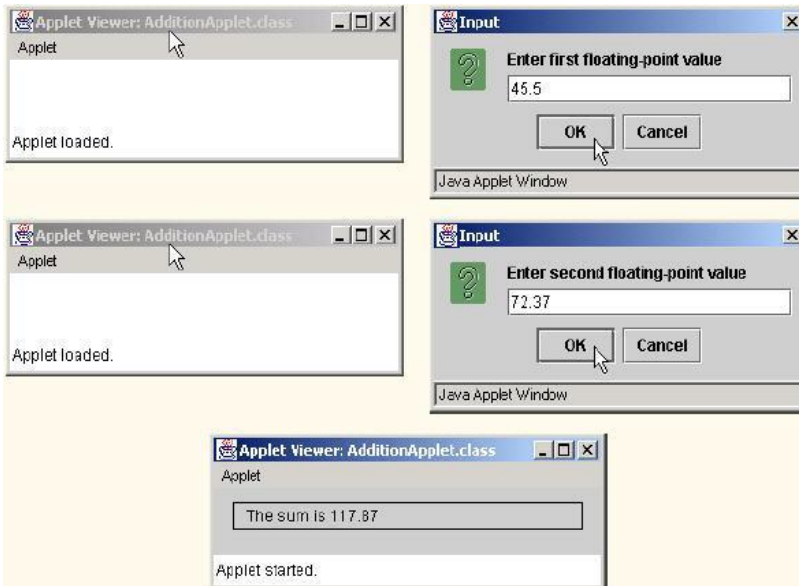 Applet Viewer: AdditionApplet.class
Applet
Applet loaded.
Input
Enter first floating-point value
45.5
OK
Cancel
Java Applet Window
Applet Viewer: AdditionApplet.class
Applet
Applet loaded.
Input
Enter second floating-point value
72.37
OK
Cancel
Java Applet Window
Applet Viewer: AdditionApplet.class
Applet
The sum is 117.87
Applet started.